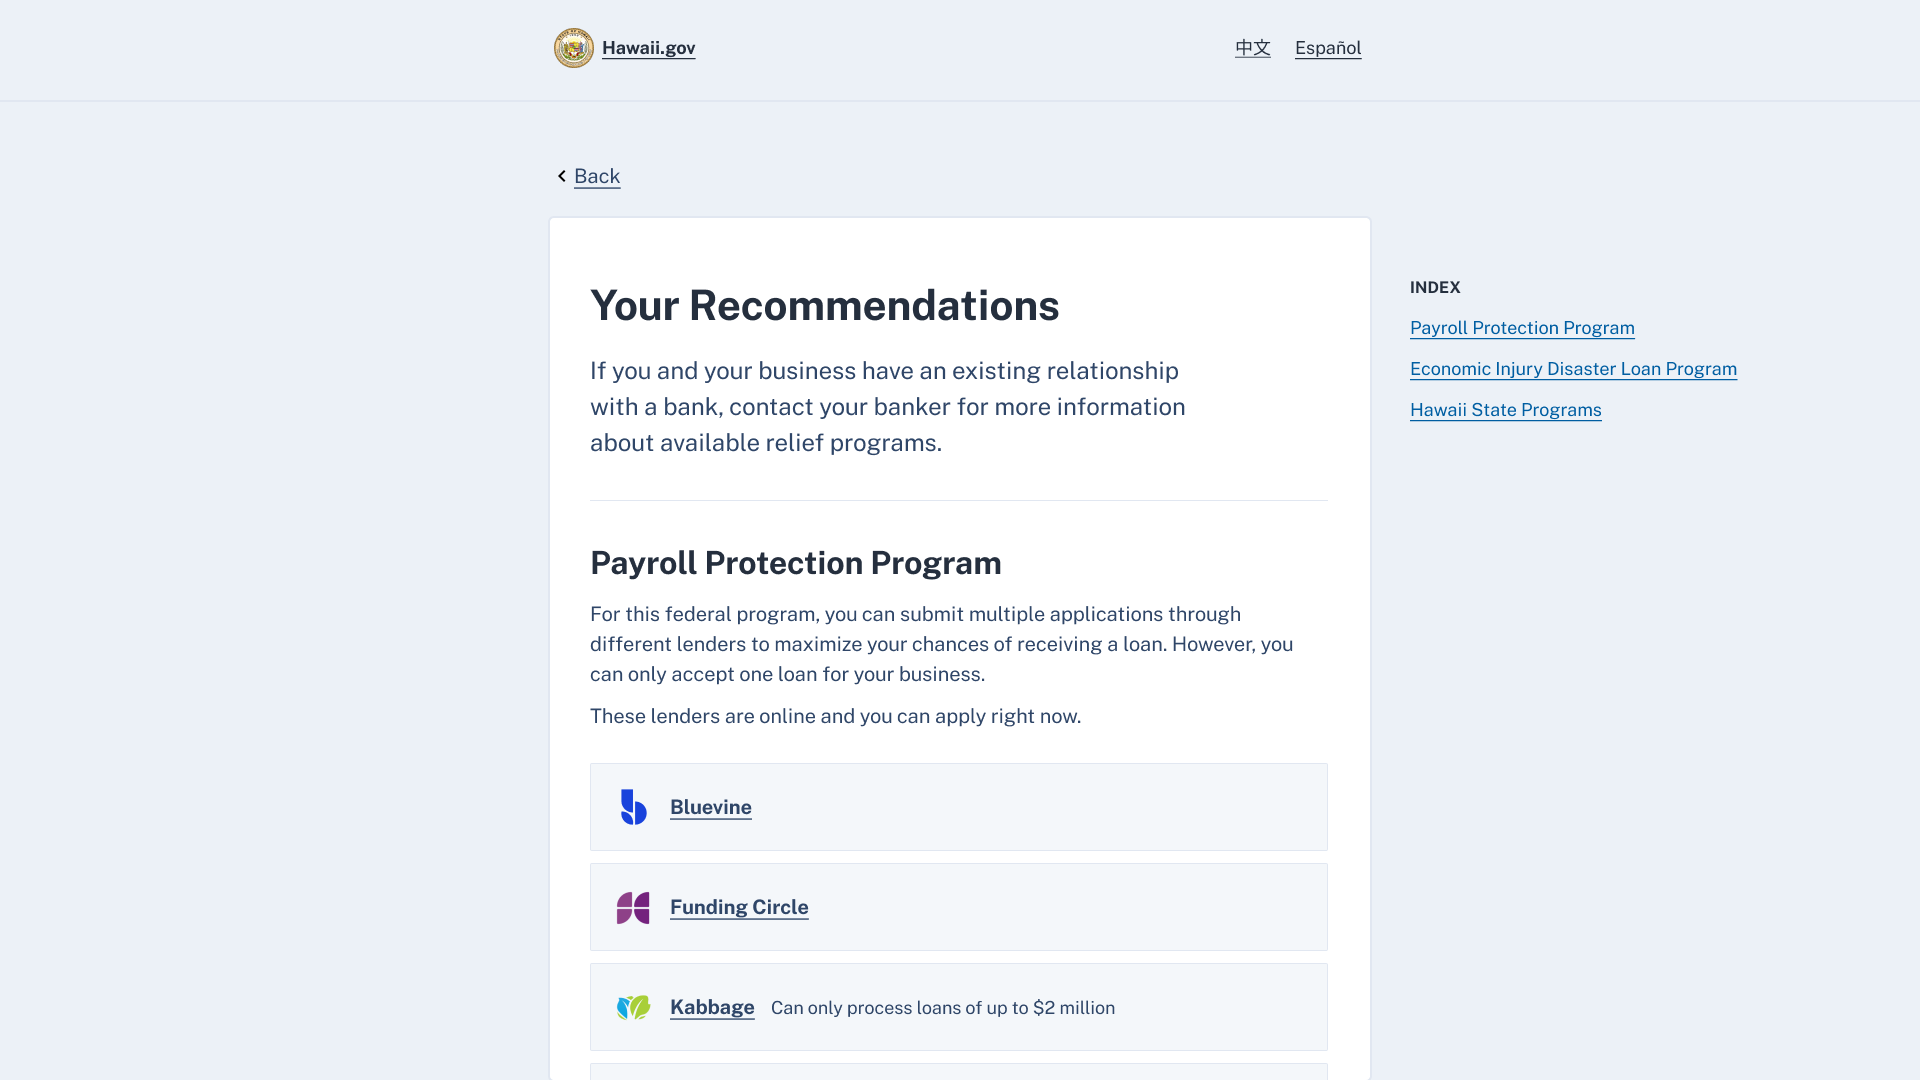 Hawaii.gov
中文
Español
Back
Your Recommendations
If you and your business have an existing relationship
with a bank, contact your banker for more information
about available relief programs.
Payroll Protection Program
For this federal program, you can submit multiple applications through
different lenders to maximize your chances of receiving a loan. However, you
can only accept one loan for your business.
These lenders are online and you can apply right now.
Bluevine
Funding Circle
Kabbage Can only process loans of up to $2 million
INDEX
Payroll Protection Program
Economic Injury Disaster Loan Program
Hawaii State Programs